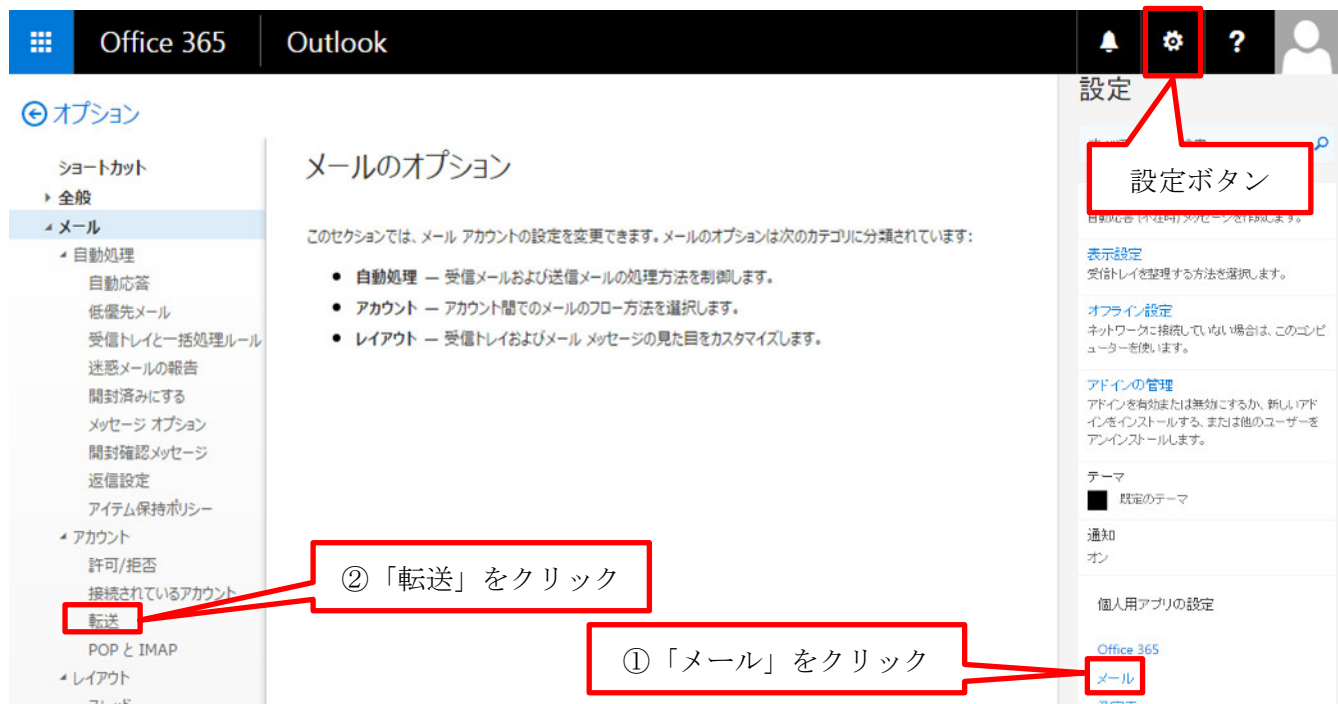 Office 365
Outlook
?
オプション
ショートカット
全般
メール
自動処理
自動応答
低優先メール
受信トレイと一括処理ルール
迷惑メールの報告
開封済みにする
メッセージ オプション
開封確認メッセージ
返信設定
アイテム保持ポリシー
アカウント
許可/拒否
接続されているアカウント
転送
POP と IMAP
レイアウト
メールのオプション
このセクションでは、メール アカウントの設定を変更できます。メールのオプションは次のカテゴリに分類されています:
• 自動処理 — 受信メールおよび送信メールの処理方法を制御します。
• アカウント — アカウント間でのメールのフロー方法を選択します。
• レイアウト — 受信トレイおよびメール メッセージの見た目をカスタマイズします。
②「転送」をクリック
①「メール」をクリック
設定
設定ボタン
自動応答 (不在時) メッセージを作成します。
表示設定
受信トレイを整理する方法を選択します。
オフライン設定
ネットワークに接続していない場合は、このコンピ
ューターを使います。
アドインの管理
アドインを有効または無効にするか、新しいアド
インをインストールする、または他のユーザーを
アンインストールします。
テーマ
既定のテーマ
通知
オン
個人用アプリの設定
Office 365
メール